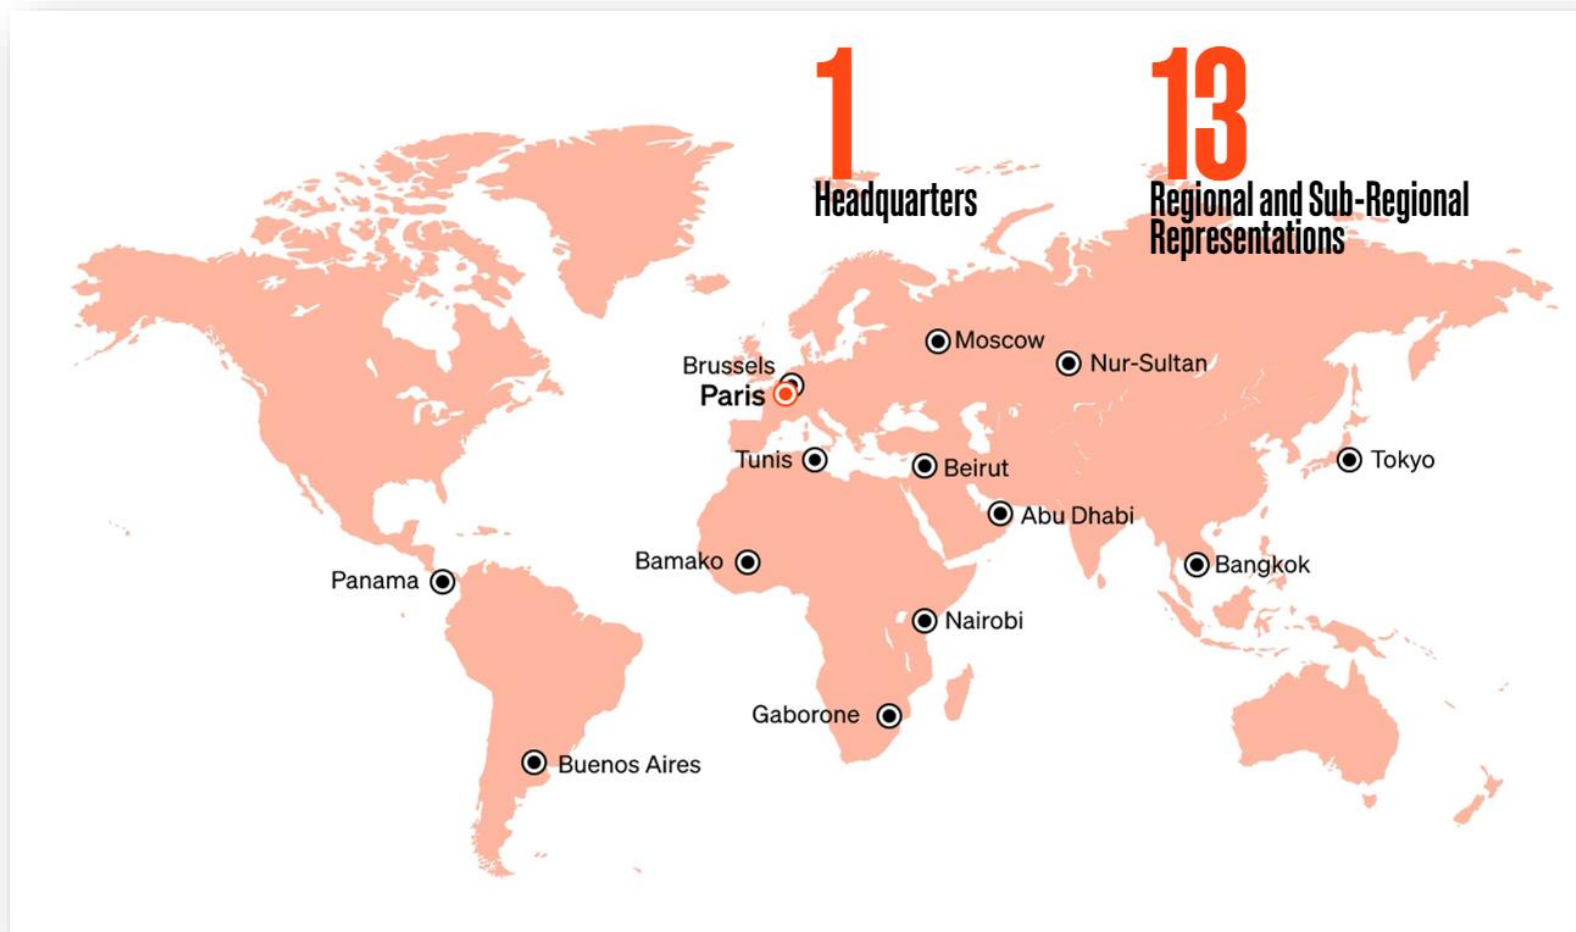 1
Headquarters
13
Regional and Sub-Regional
Representations
Moscow
Nur-Sultan
Brussels
Paris
Tunis
Beirut
Tokyo
Abu Dhabi
Bamako
Bangkok
Panama
Nairobi
Gaborone
Buenos Aires